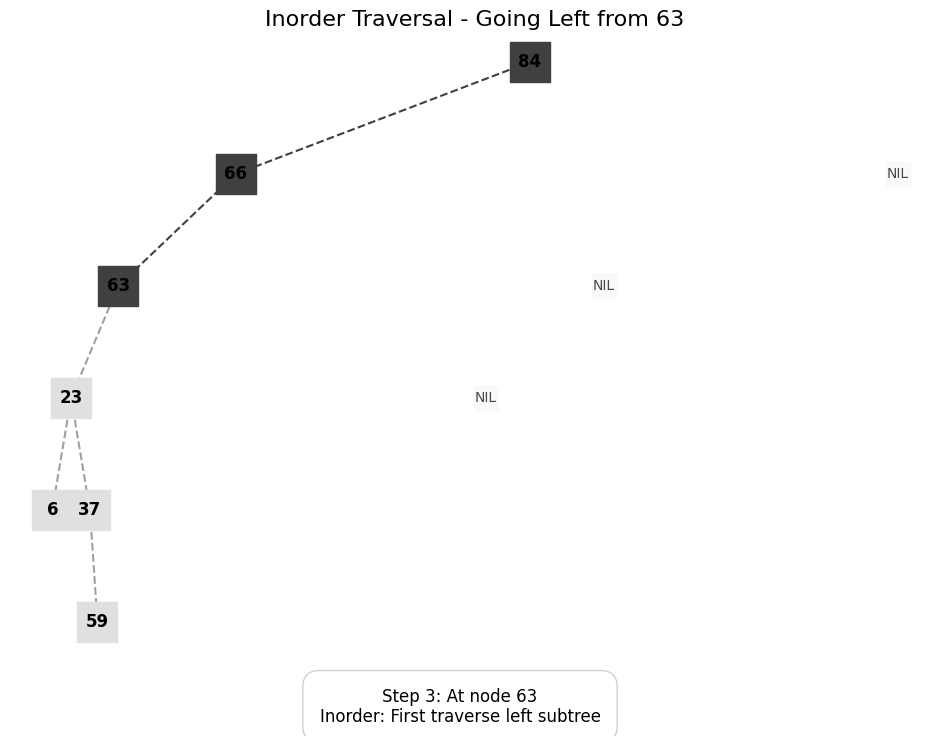 Inorder Traversal - Going Left from 63
84
66
NIL
63
NIL
23
NIL
6
37
59
Step 3: At node 63
Inorder: First traverse left subtree